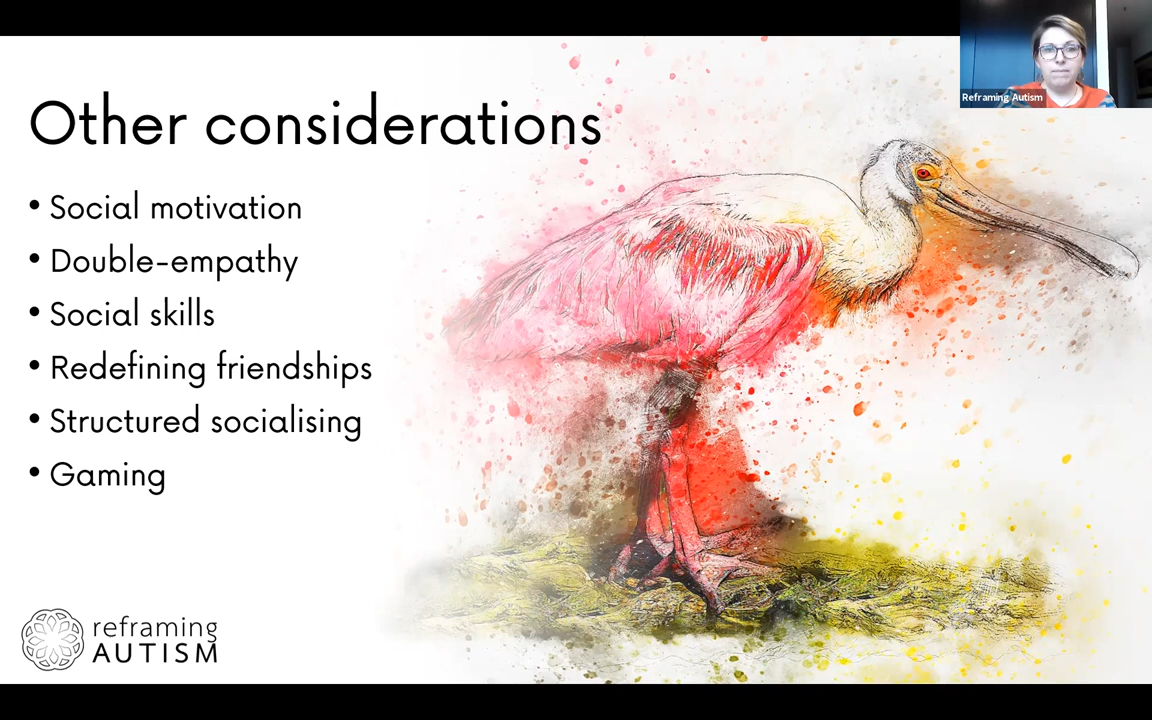 Reframing Autism
Other considerations
• Social motivation
• Double-empathy
• Social skills
• Redefining friendships
• Structured socialising
• Gaming
reframing
AUTISM